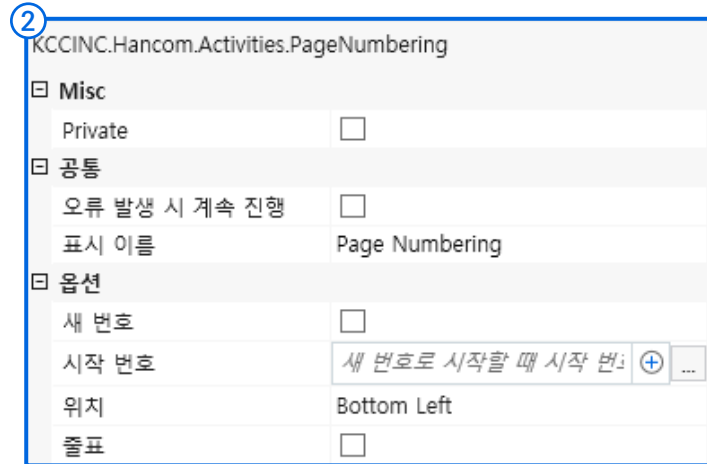 2
KCCINC.Hancom.Activities.PageNumbering
Misc
Private
공통
오류 발생 시 계속 진행
표시 이름 Page Numbering
옵션
새 번호
시작 번호 새 번호로 시작할 때 시작 번 ...
위치 Bottom Left
줄표